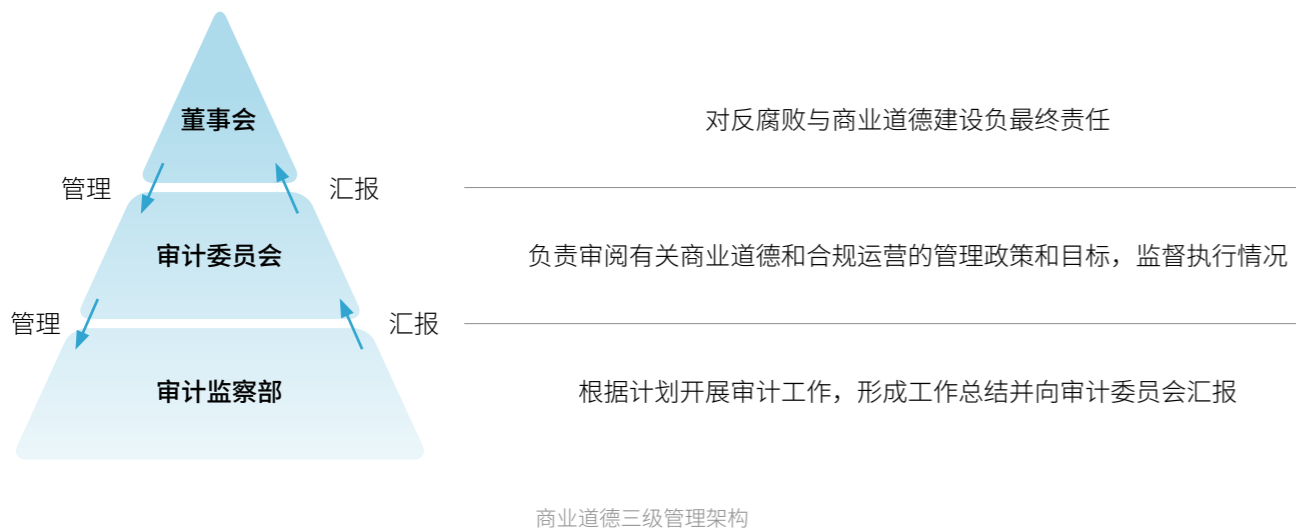 董事会
对反腐败与商业道德建设负最终责任
管理
汇报
审计委员会
负责审阅有关商业道德和合规运营的管理政策和目标，监督执行情况
管理
汇报
审计监察部
根据计划开展审计工作，形成工作总结并向审计委员会汇报
商业道德三级管理架构